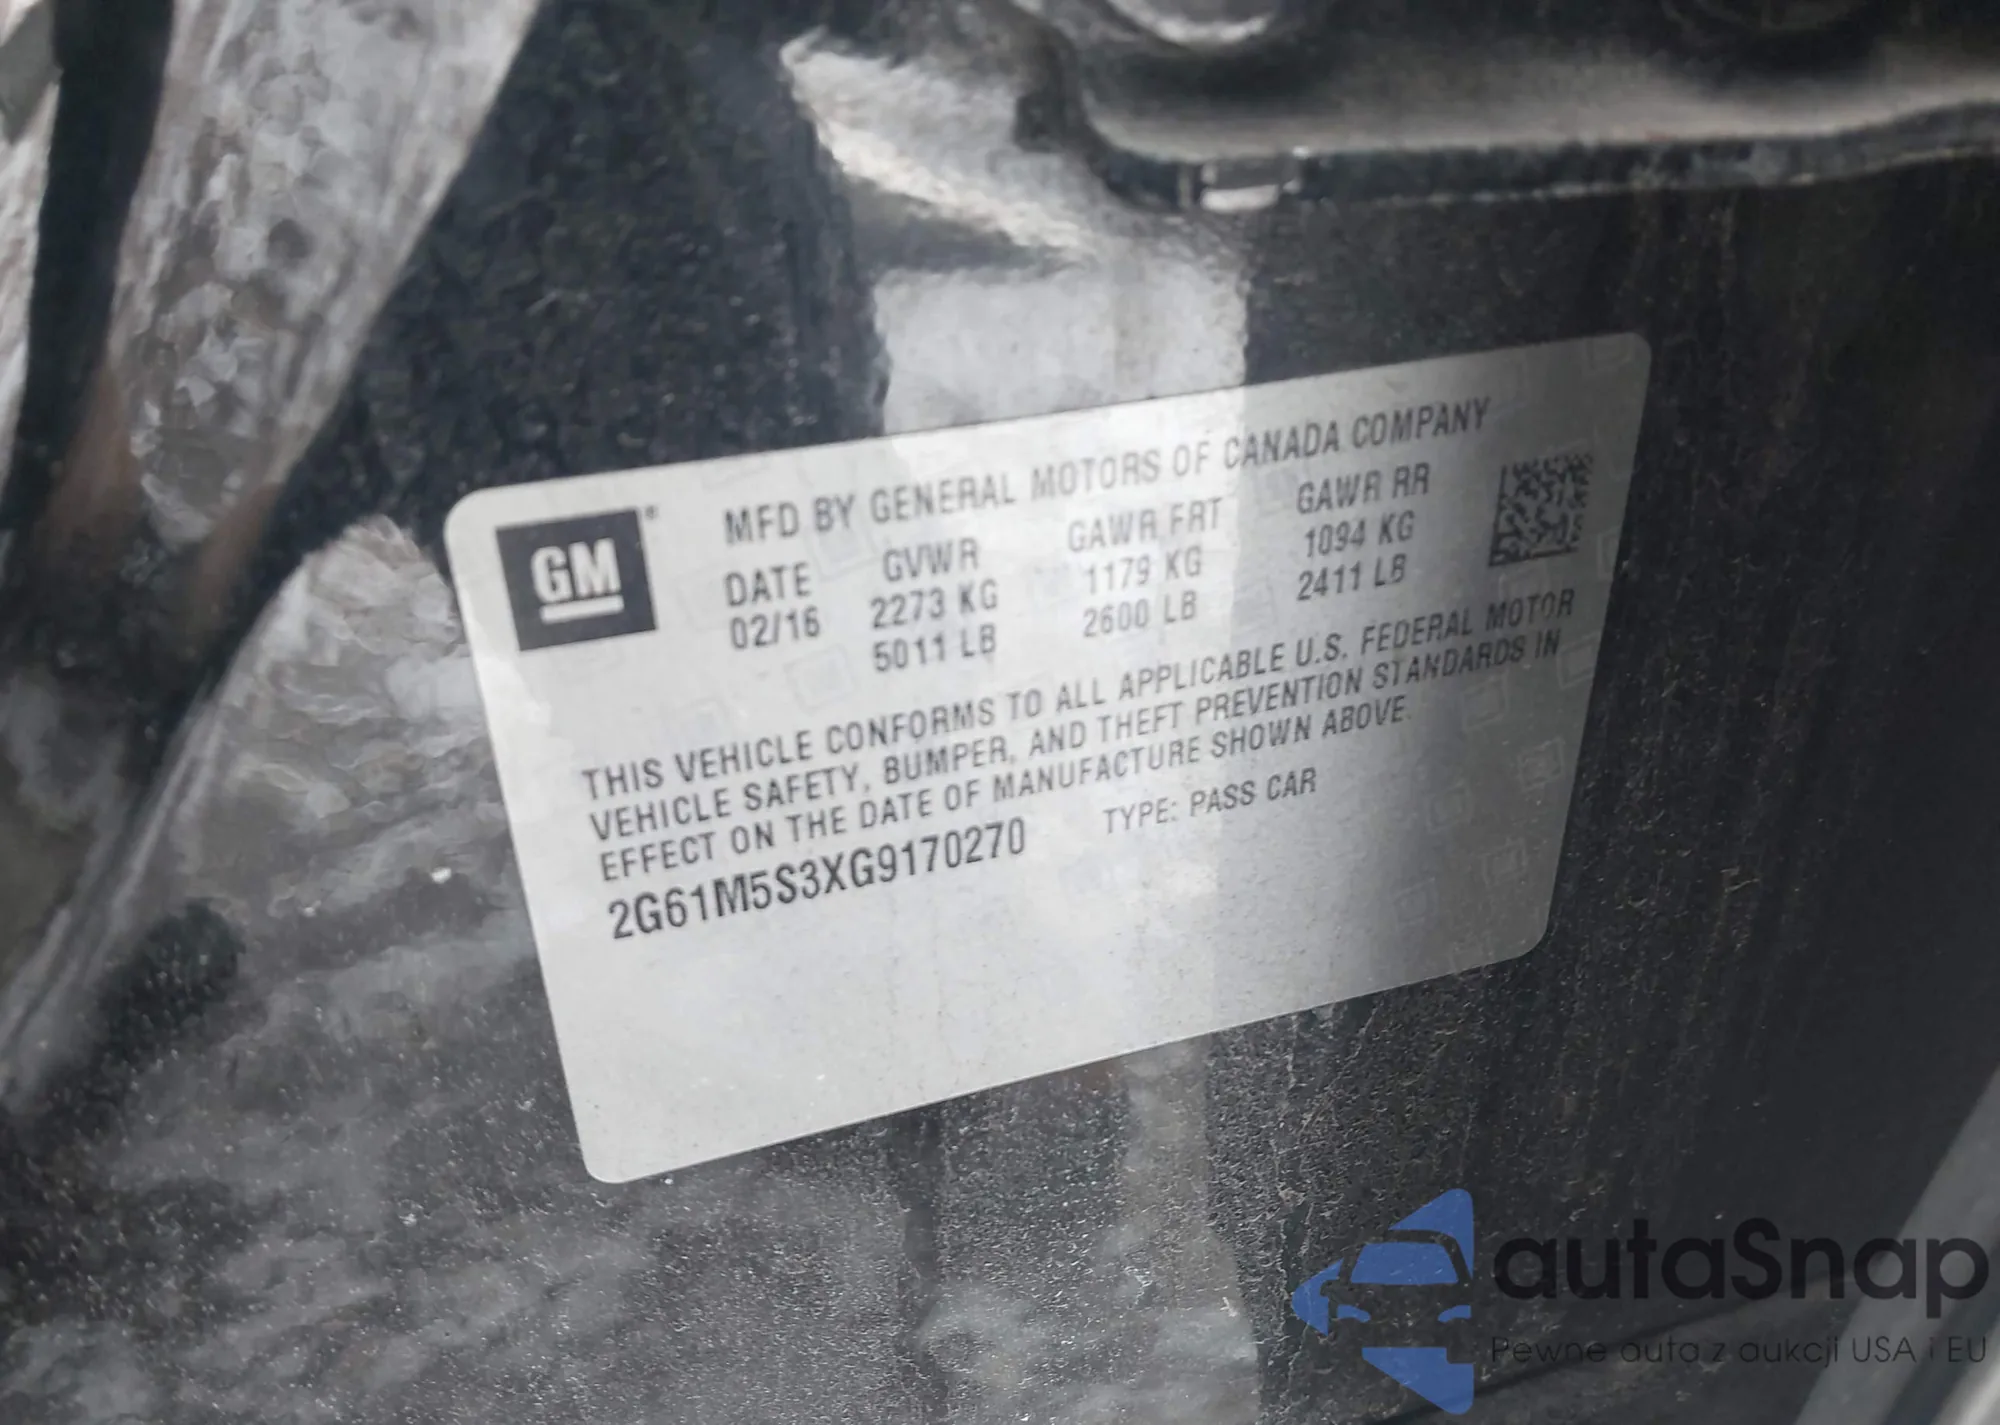 GM
MFD BY GENERAL MOTORS OF CANADA COMPANY
DATE GVWR GAWR FRT GAWR RR
02/16 2273 KG 1179 KG 1094 KG
5011 LB 2600 LB 2411 LB
THIS VEHICLE CONFORMS TO ALL APPLICABLE U.S. FEDERAL MOTOR
VEHICLE SAFETY, BUMPER, AND THEFT PREVENTION STANDARDS IN
EFFECT ON THE DATE OF MANUFACTURE SHOWN ABOVE.
2G61M5S3XG9170270 TYPE: PASS CAR
autaSnap
Pewne auta z aukcji USA i EU